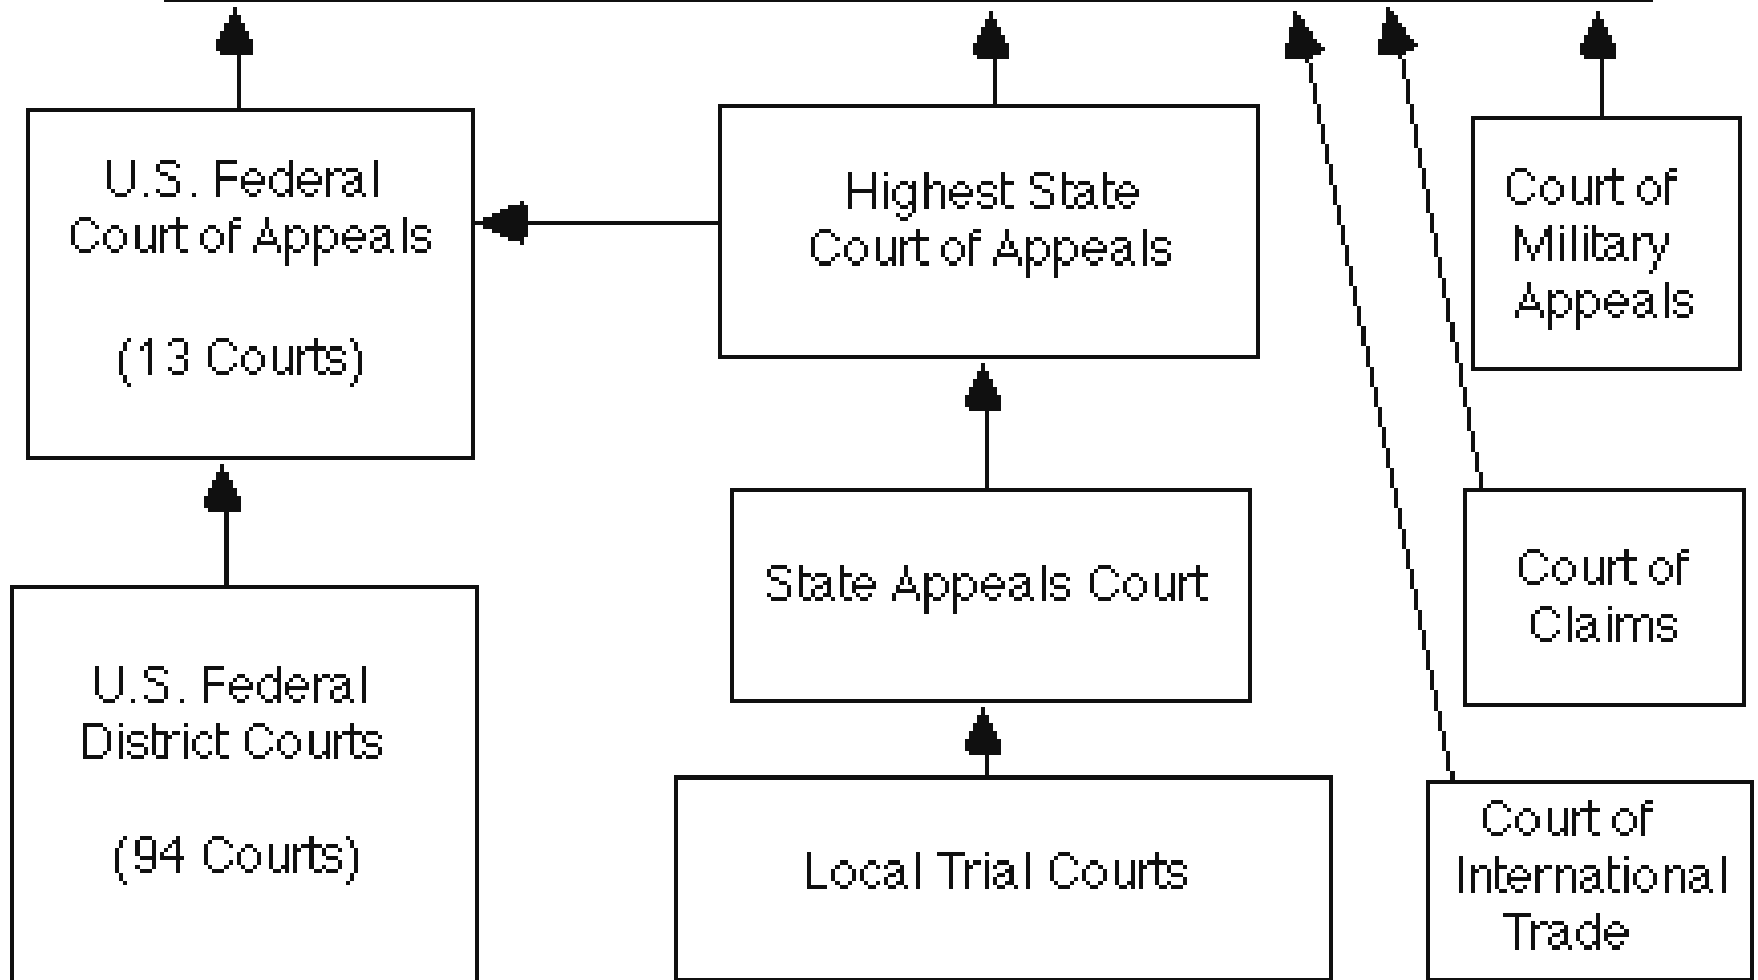 U.S. Federal
Court of Appeals
(13 Courts)
Highest State
Court of Appeals
Court of
Military
Appeals
State Appeals Court
Court of
Claims
U.S. Federal
District Courts
(94 Courts)
Local Trial Courts
Court of
International
Trade